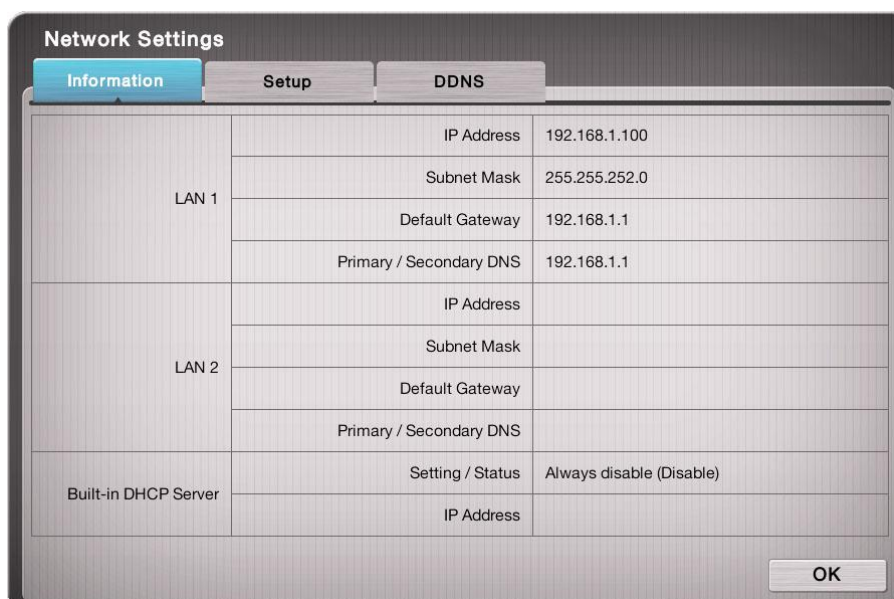 Network Settings
Information Setup DDNS
LAN 1
IP Address 192.168.1.100
Subnet Mask 255.255.252.0
Default Gateway 192.168.1.1
Primary / Secondary DNS 192.168.1.1
LAN 2
IP Address
Subnet Mask
Default Gateway
Primary / Secondary DNS
Built-in DHCP Server
Setting / Status Always disable (Disable)
IP Address
OK